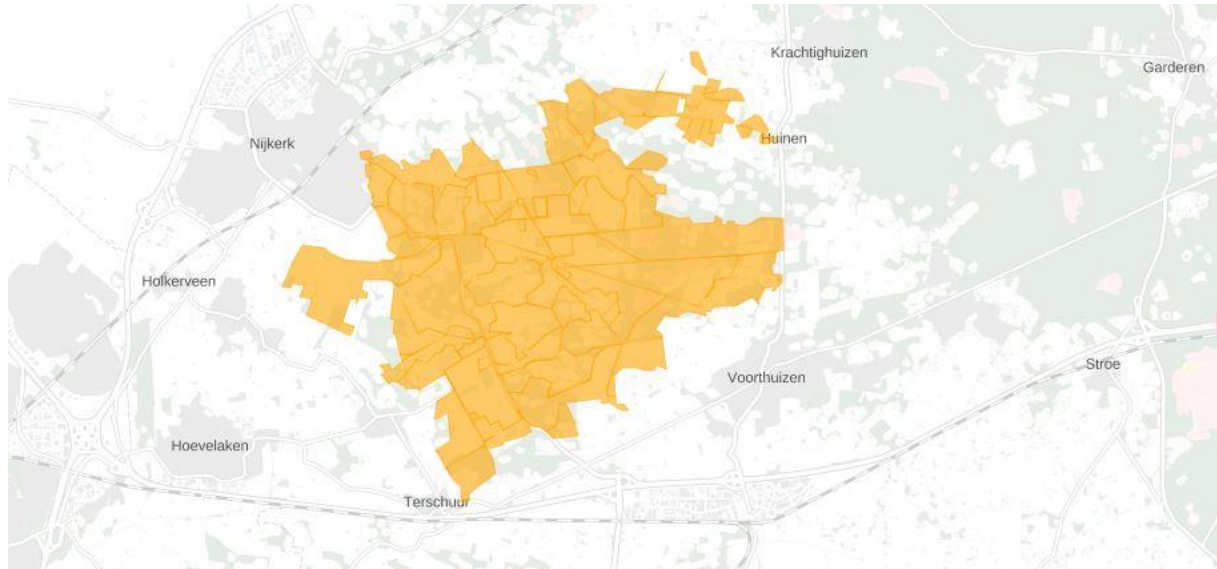 Krachtighuizen
Garderen
Nijkerk
Huinen
Holkerveen
Stroe
Voorthuizen
Hoevelaken
Terschuur